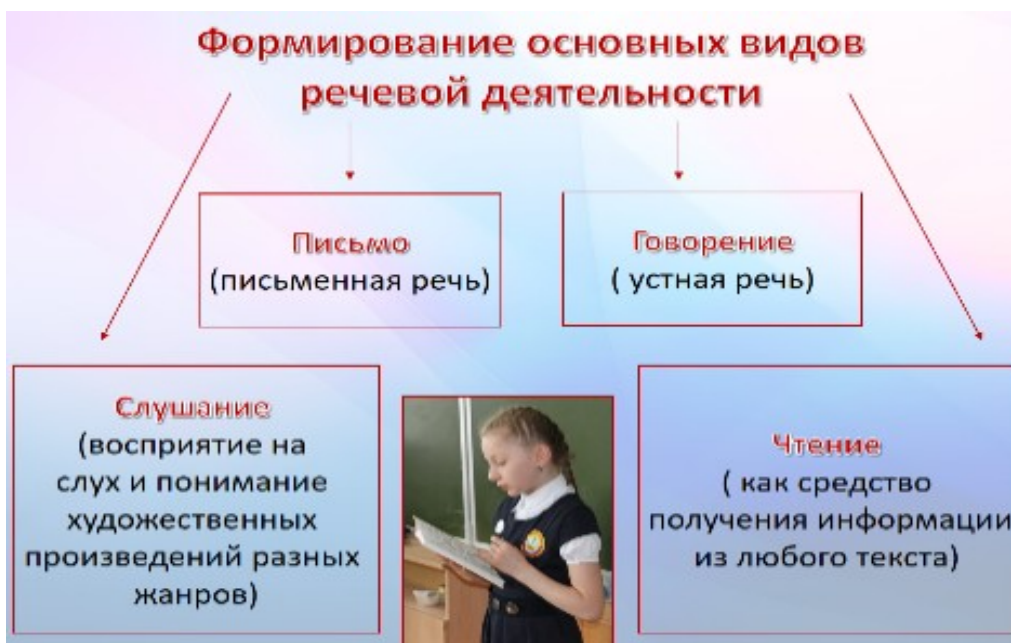 Формирование основных видов
речевой деятельности
Письмо
(письменная речь)
Говорение
( устная речь)
Слушание
(восприятие на
слух и понимание
художественных
произведений разных
жанров)
Чтение
( как средство
получения информации
из любого текста)